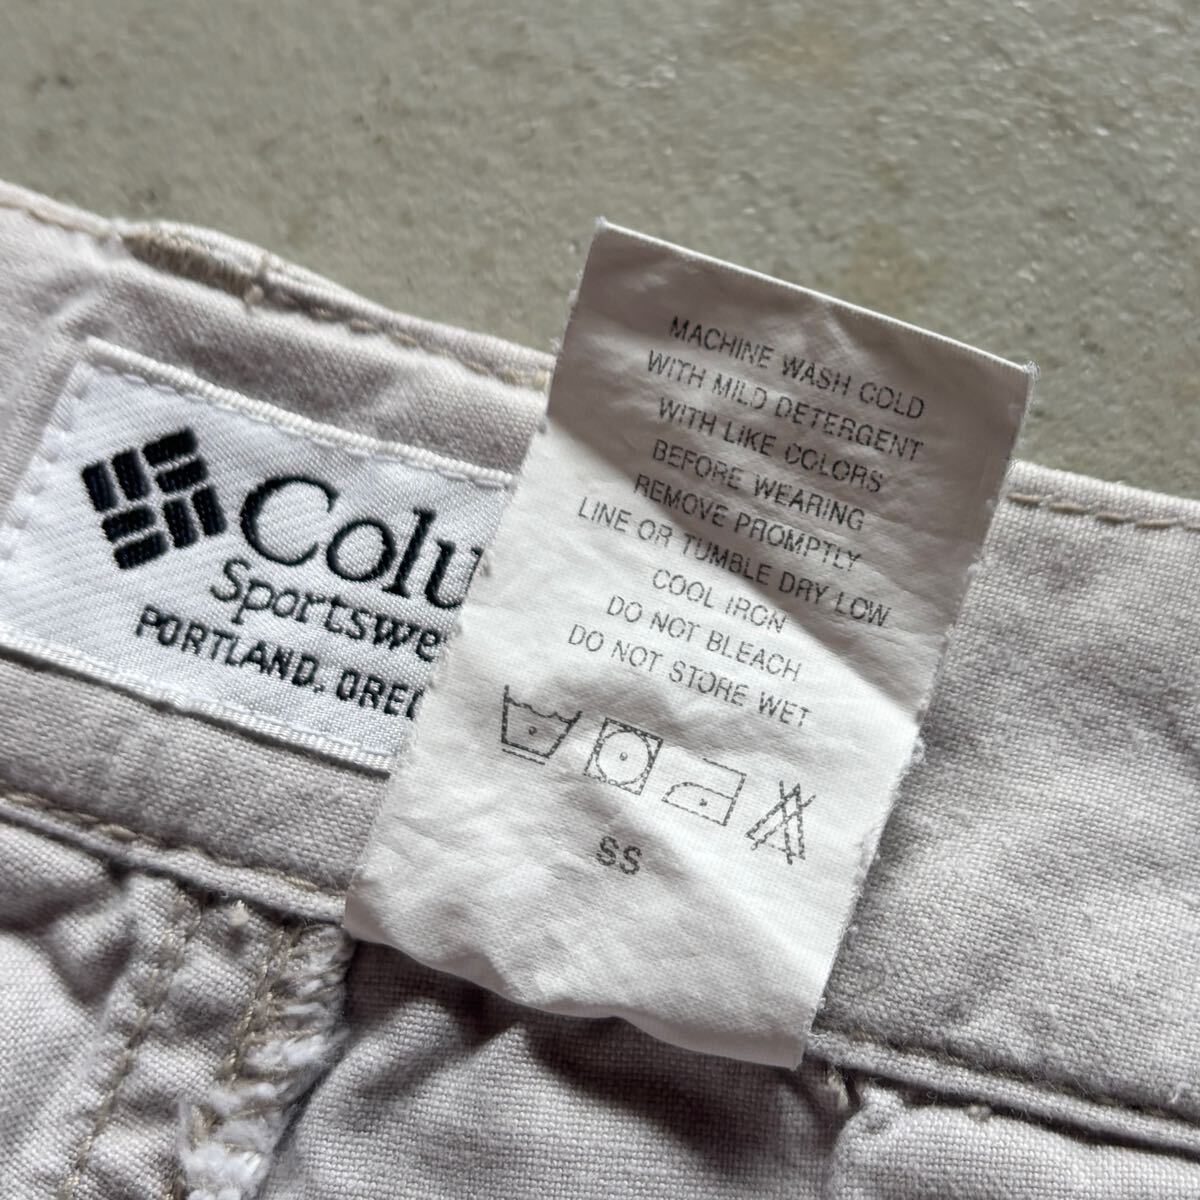 Colu
Sportswe
PORTLAND, OREG
MACHINE WASH COLD
WITH MILD DETERGENT
WITH LIKE COLORS
BEFORE WEARING
REMOVE PROMPTLY
LINE OR TUMBLE DRY LOW
COOL IRON
DO NOT BLEACH
DO NOT STORE WET
SS